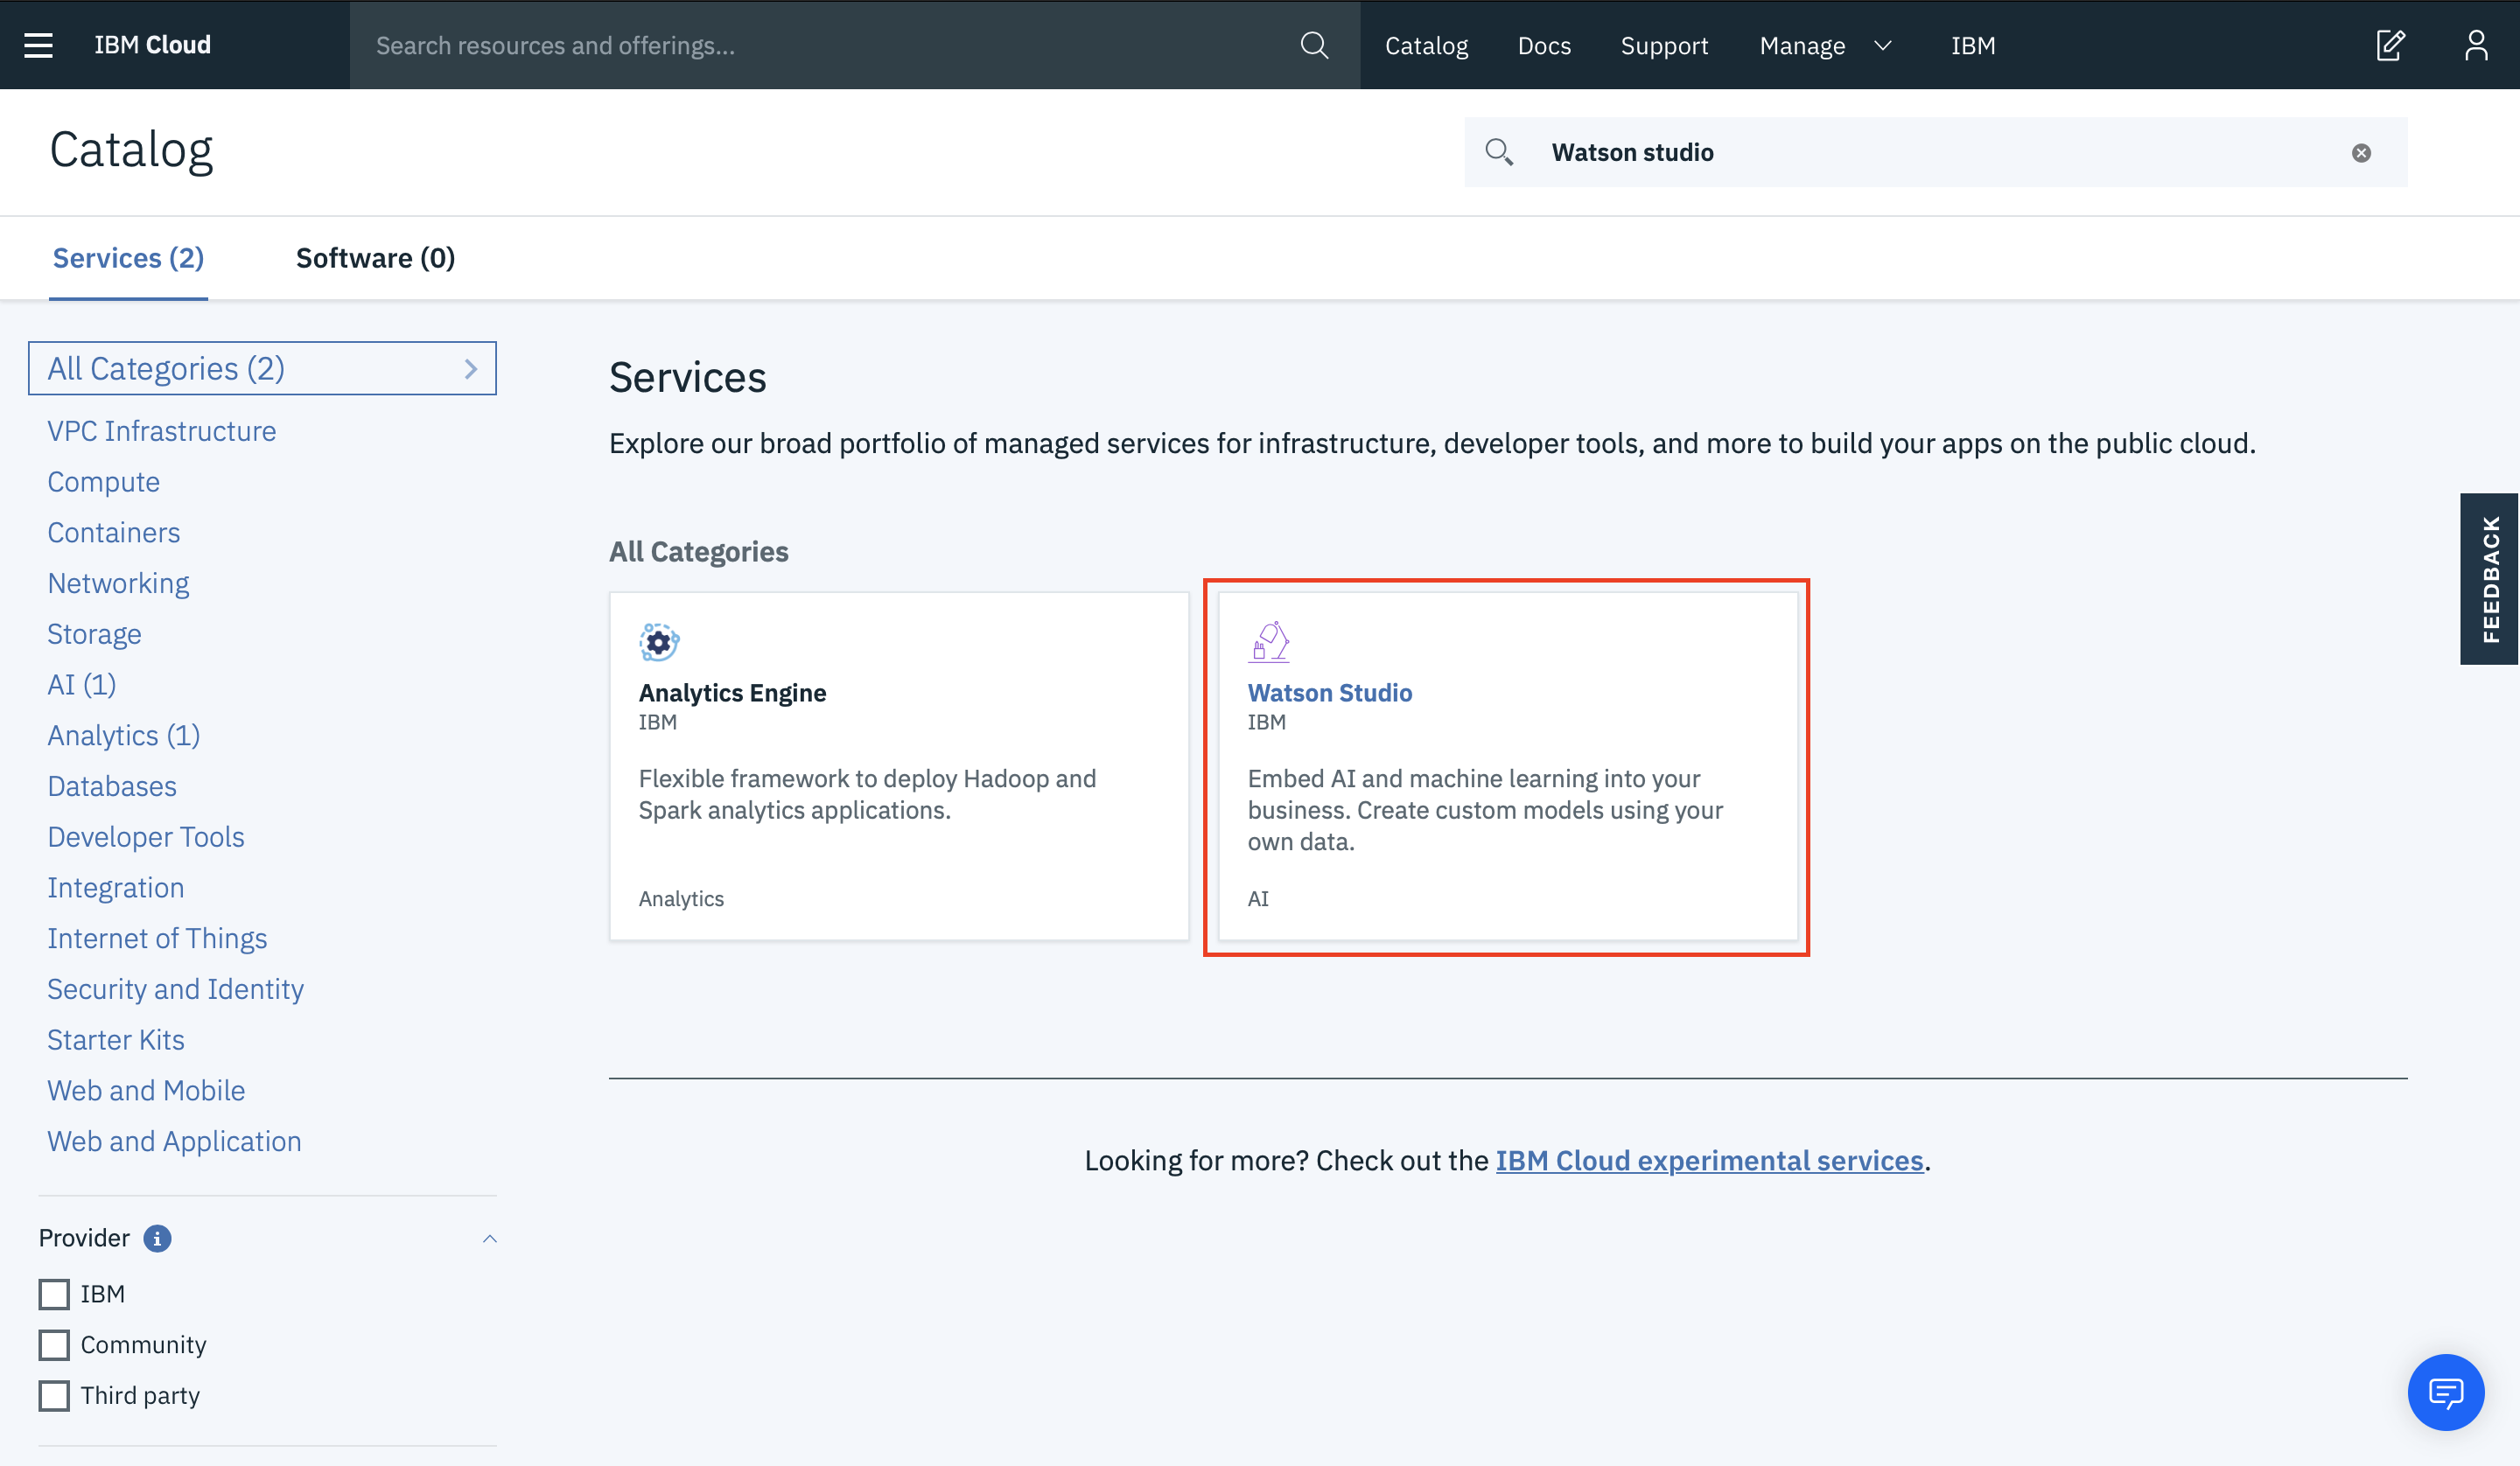 IBM Cloud
Search resources and offerings...
Catalog
Docs
Support
Manage
IBM
Catalog
Watson studio
Services (2)
Software (0)
All Categories (2)
VPC Infrastructure
Compute
Containers
Networking
Storage
AI (1)
Analytics (1)
Databases
Developer Tools
Integration
Internet of Things
Security and Identity
Starter Kits
Web and Mobile
Web and Application
Provider
IBM
Community
Third party
Services
Explore our broad portfolio of managed services for infrastructure, developer tools, and more to build your apps on the public cloud.
All Categories
Analytics Engine
IBM
Flexible framework to deploy Hadoop and
Spark analytics applications.
Analytics
Watson Studio
IBM
Embed AI and machine learning into your
business. Create custom models using your
own data.
AI
Looking for more? Check out the IBM Cloud experimental services.
FEEDBACK